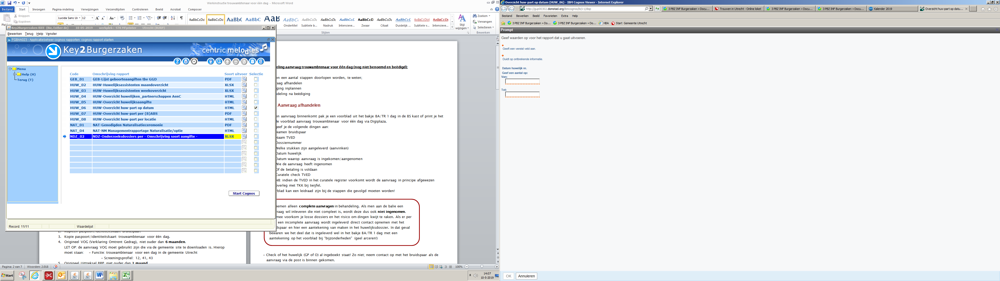 Werkinstructie trouwambtenaar voor één dag - Microsoft Word
Bestand Start Invoegen Pagina-indeling Verwijzingen Verzendlijsten Controleren Beeld Acrobat Composer
Knippen
Kopiëren
Lucida Sans Ur 12
AaBbCcDd AaBbCcDd AaBbC AaBbC AaB AaBbCcI AaBbCcDd AaBbCcDd AaBbCcD AaBbCcD AaBbCcDd AaBbCcD AaBbCcDD AaBbCcD
Ondertitel Subtiele b... Nadruk Intensieve... Zwaar Citaat Duidelijk ... Subtiele v... Intensieve...
Stijl wijzigen
Zoeken
Vervangen
Selecteren
Stijlen
Bewerken
Key2Burgerzaken BIEE (Bie, Esther de) 10-05-2019 werkplek : STK MFprinter Utrecht (BURP)
Bewerken Terug Help Venster
FGBAA023 - Applicatiebeheer cognos rapporten: cognos rapport starten
Key2Burgerzaken
centric melodies
Menu
Help (H)
Terug (T)
Code Omschrijving rapport Soort uitvoer Selectie
GEB_01 GEB-Lijst geboorteaangiften tbv GGD PDF
HUW_02 HUW-Huwelijksassistenten maandoverzicht XLSX
HUW_03 HUW-Huwelijksassistenten weekoverzicht XLSX
HUW_04 HUW-Overzicht huwelijken_partnerschappen AenC HTML
HUW_05 HUW-Overzicht huwelijksaangifte HTML
HUW_06 HUW-Overzicht huw-part op datum HTML
HUW_07 HUW-Overzicht huw-part per (B)ABS PDF
HUW_08 HUW-Overzicht huw-part per locatie HTML
NAT_01 NAT-Genodigden Naturalisatieceremonie PDF
NAT_04 NAT-NM Managementrapportage Naturalisatie/optie HTML
NDZ_02 NDZ-Onderzoeksdossiers per - Omschrijving soort aangifte - XLSX
Start Cognos
Record: 11/11 Waardelijst
3. Kopie paspoort/identiteitskaart trouwambtenaar voor één dag.
4. Origineel VOG (Verklaring Omtrent Gedrag), niet ouder dan 6 maanden.
LET OP: de aanvraag VOG moet gebruikt zijn die via de gemeente site te downloaden is. Hierop
moet staan: - Functie: trouwambtenaar voor een dag in de gemeente Utrecht
- Screeningsprofiel: 12, 41, 43
5. Origineel Uittreksel BRP, niet ouder dan 1 maand
eling aanvraag trouwambtenaar voor één dag (nog niet benoemd en beëdigd):
en een aantal stappen doorlopen worden, te weten;
raag afhandelen
ging inplannen
ndeling na beëdiging
Aanvraag afhandelen
en aanvraag binnenkomt pak je een voorblad uit het bakje BA/TR 1 dag in de BS kast of print je het
le voorblad aanvraag trouwambtenaar voor één dag via Digiplaza.
geef je de volgende dingen aan:
Namen bruidspaar
Naam TVED
Dossiernummer
Welke stukken zijn aangeleverd (aanvinken)
Datum huwelijk
Datum waarop aanvraag is ingekomen/aangenomen
Wie de aanvraag heeft ingenomen
Of de betaling is voldaan
Curatele check TVED
NB: indien de TVED in het curatele register voorkomt wordt de aanvraag in principe afgewezen
overleg met TKK bij twijfel.
rblad kan een leidraad zijn bij de stappen die gevolgd moeten worden!
nemen alleen complete aanvragen in behandeling. Als men aan de balie een
raag wil inleveren die niet compleet is, wordt deze dus ook niet ingenomen.
mee voorkom je losse dossiers en het risico om dingen kwijt te raken. Als er per
een incomplete aanvraag wordt ingeleverd direct contact opnemen met het
dspaar en hier een aantekening van maken in het huwelijksdossier. In dat geval
bewaren we het deel dat is ingeleverd wel in het bakje BA/TR 1 dag met een
aantekening op het voorblad bij "bijzonderheden" (geel arceren!)
- Check of het huwelijk (GP of O) al ingeboekt staat! Zo niet; neem contact op met het bruidspaar als de
aanvraag via de post is binnen gekomen.
Pagina: 2 van 7 Woorden: 2.018 100%
Start
14:07
10-5-2019
Overzicht huw-part op datum (HUW_06) - IBM Cognos Viewer - Internet Explorer
http://gup00302.domstad.org/ibmcognos/bi/v1/disp
3 PBZ INF Burgerzaken » Docu... Trouwen in Utrecht - Online loket 3 PBZ INF Burgerzaken » Docu... 3 PBZ INF Burgerzaken » Docu... Kalender 2019 Overzicht huw-part op datu...
Bestand Bewerken Beeld Favorieten Extra Help
3 PBZ INF Burgerzaken » Do... 3 PBZ INF Burgerzaken » Do... HBA Start Gemeente Utrecht
Prompt
Geef waarden op voor het rapport dat u gaat uitvoeren.
Geeft een vereist veld aan.
Duidt op ontbrekende informatie.
Datum huwelijk nr.
Geef een aantal op:
Van:
Tot:
OK Annuleren